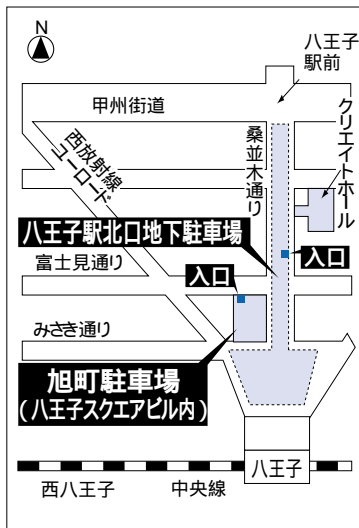 N
八王子
駅前
甲州街道
クリエイトホール
西放射線
ユーロード
桑並木通り
八王子駅北口地下駐車場
入口
富士見通り
入口
みさき通り
旭町駐車場
(八王子スクエアビル内)
八王子
西八王子
中央線